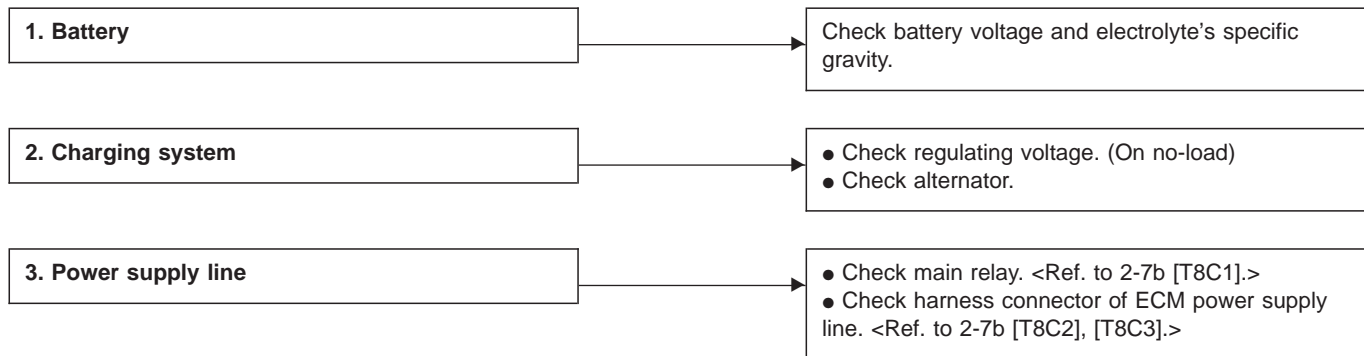 1. Battery
Check battery voltage and electrolyte's specific
gravity.
2. Charging system
● Check regulating voltage. (On no-load)
● Check alternator.
3. Power supply line
● Check main relay. <Ref. to 2-7b [T8C1].>
● Check harness connector of ECM power supply
line. <Ref. to 2-7b [T8C2], [T8C3].>